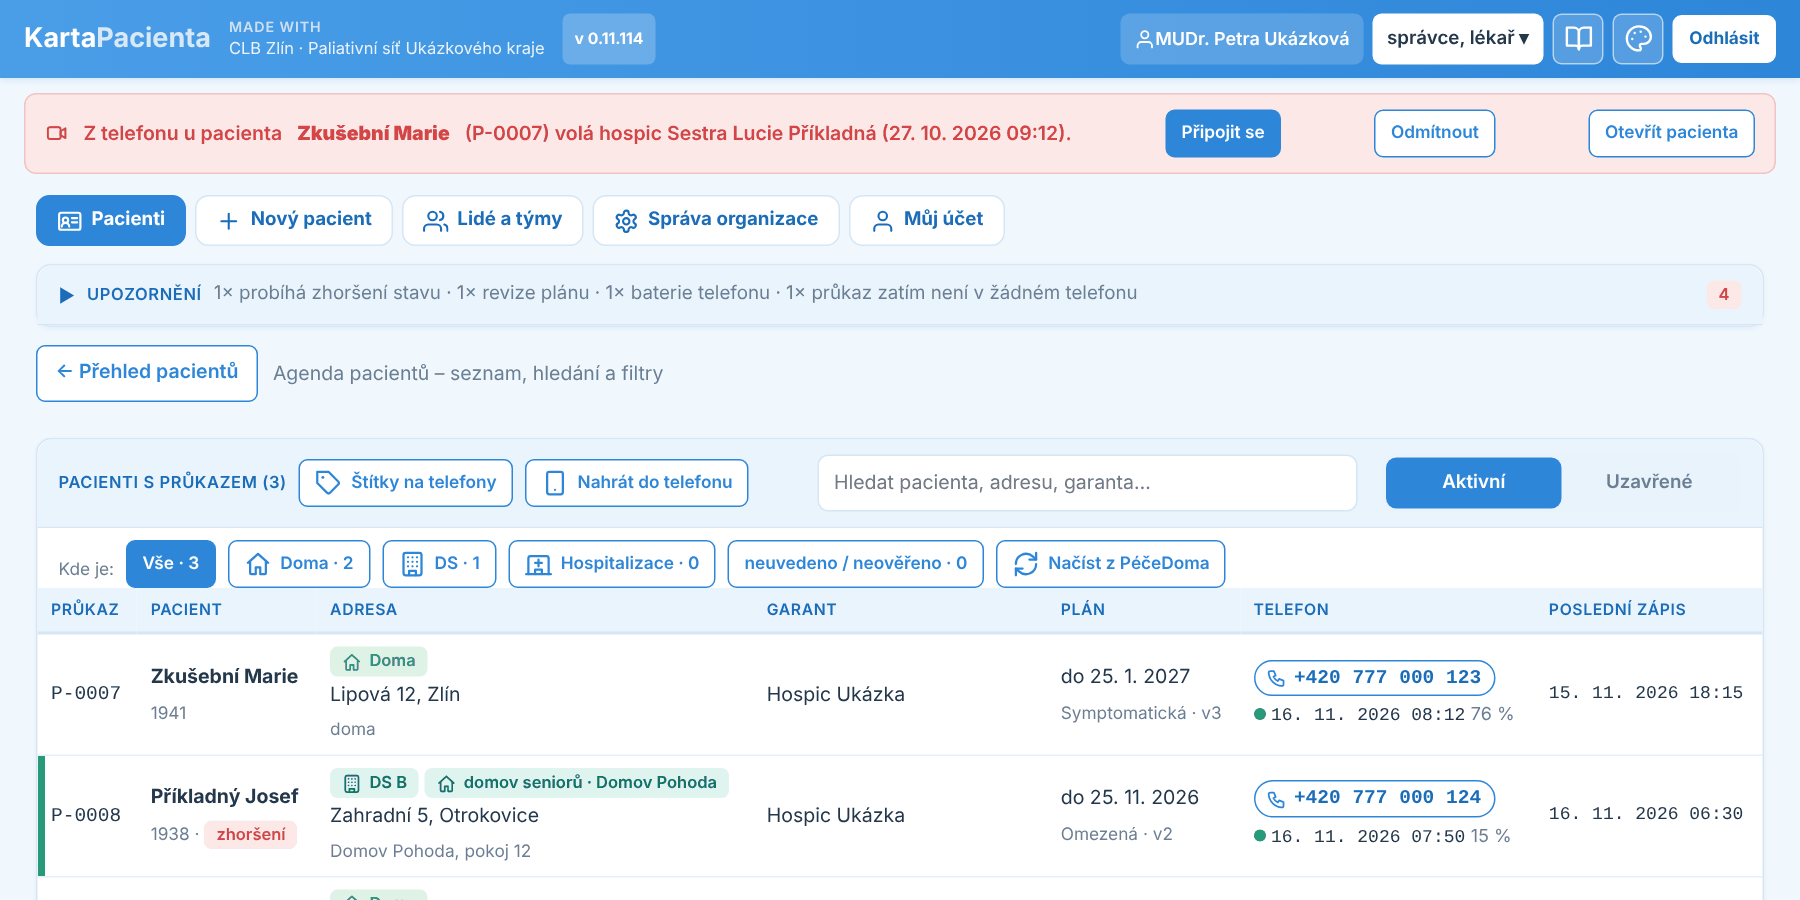 KartaPacienta
MADE WITH
CLB Zlín · Paliativní síť Ukázkového kraje
v 0.11.114
MUDr. Petra Ukázková
správce, lékař ▾
Odhlásit
Z telefonu u pacienta Zkušební Marie (P-0007) volá hospic Sestra Lucie Příkladná (27. 10. 2026 09:12).
Připojit se
Odmítnout
Otevřít pacienta
Pacienti
Nový pacient
Lidé a týmy
Správa organizace
Můj účet
▶ UPOZORNĚNÍ 1× probíhá zhoršení stavu · 1× revize plánu · 1× baterie telefonu · 1× průkaz zatím není v žádném telefonu
4
← Přehled pacientů
Agenda pacientů – seznam, hledání a filtry
PACIENTI S PRŮKAZEM (3)
Štítky na telefony
Nahrát do telefonu
Hledat pacienta, adresu, garanta...
Aktivní
Uzavřené
Kde je:
Vše · 3
Doma · 2
DS · 1
Hospitalizace · 0
neuvedeno / neověřeno · 0
Načíst z PéčeDoma
PRŮKAZ PACIENT ADRESA GARANT PLÁN TELEFON POSLEDNÍ ZÁPIS
P-0007
Zkušební Marie
1941
Doma
Lipová 12, Zlín
doma
Hospic Ukázka
do 25. 1. 2027
Symptomatická · v3
+420 777 000 123
16. 11. 2026 08:12 76 %
15. 11. 2026 18:15
P-0008
Příkladný Josef
1938 · zhoršení
DS B
domov seniorů · Domov Pohoda
Zahradní 5, Otrokovice
Domov Pohoda, pokoj 12
Hospic Ukázka
do 25. 11. 2026
Omezená · v2
+420 777 000 124
16. 11. 2026 07:50 15 %
16. 11. 2026 06:30